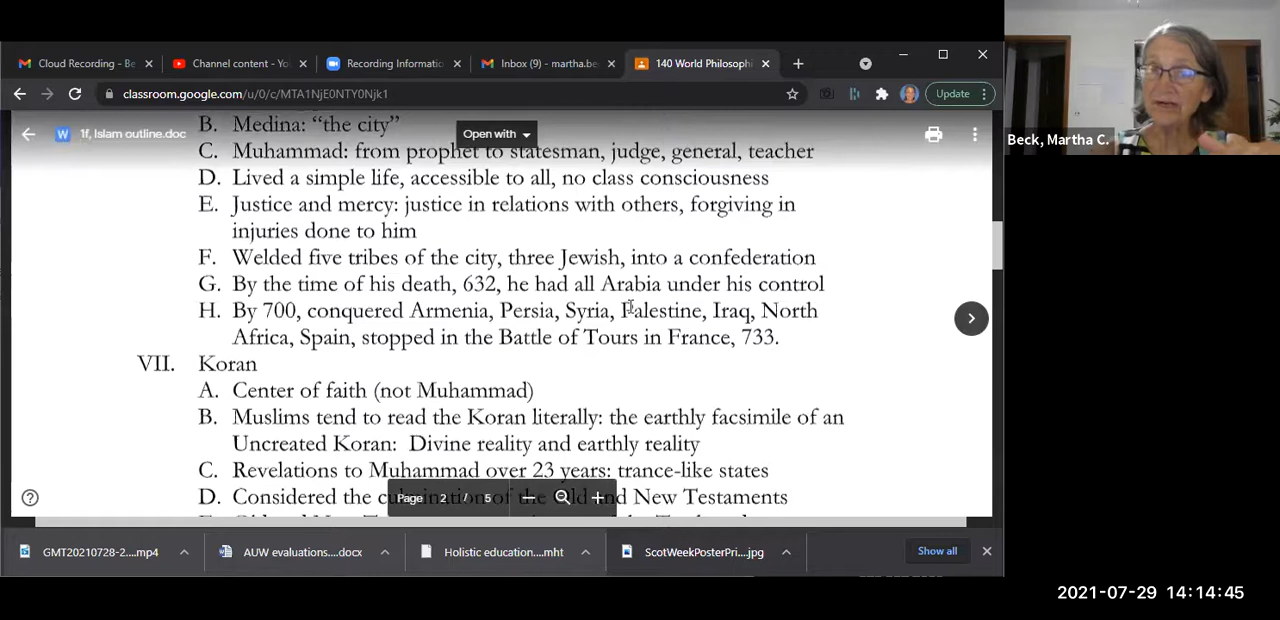 Cloud Recording - Be
Channel content - Yo
Recording Informatio
Inbox (9) - martha.be
140 World Philosophi
classroom.google.com/u/0/c/MTA1NjE0NTY0Njk1
Update
Beck, Martha C.
1f, Islam outline.doc
Open with
B. Medina: “the city”
C. Muhammad: from prophet to statesman, judge, general, teacher
D. Lived a simple life, accessible to all, no class consciousness
E. Justice and mercy: justice in relations with others, forgiving in
injuries done to him
F. Welded five tribes of the city, three Jewish, into a confederation
G. By the time of his death, 632, he had all Arabia under his control
H. By 700, conquered Armenia, Persia, Syria, Palestine, Iraq, North
Africa, Spain, stopped in the Battle of Tours in France, 733.
VII. Koran
A. Center of faith (not Muhammad)
B. Muslims tend to read the Koran literally: the earthly facsimile of an
Uncreated Koran: Divine reality and earthly reality
C. Revelations to Muhammad over 23 years: trance-like states
D. Considered the New Testaments
Page 2 / 5
GMT20210728-2....mp4
AUW evaluations....docx
Holistic education....mht
ScotWeekPosterPri....jpg
Show all
2021-07-29 14:14:45